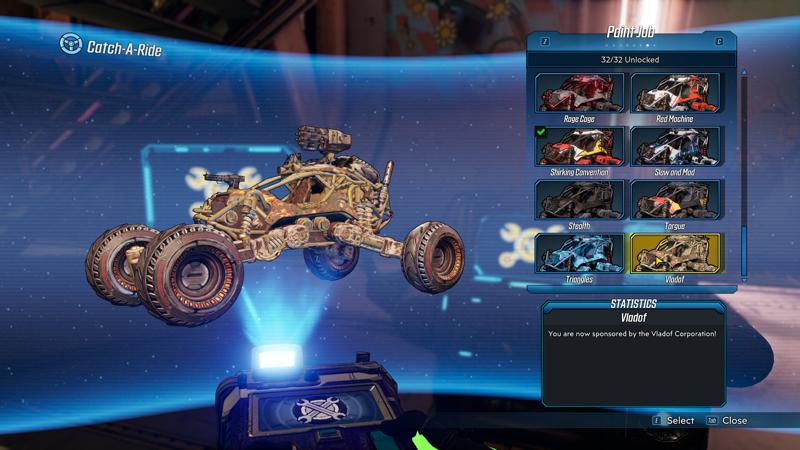 Catch-A-Ride
Paint Job
Z
C
32/32 Unlocked
Rage Cage
Red Machine
Shirking Convention
Slow and Mad
Stealth
Torgue
Triangles
Vladof
STATISTICS
Vladof
You are now sponsored by the Vladof Corporation!
E Select
Tab Close